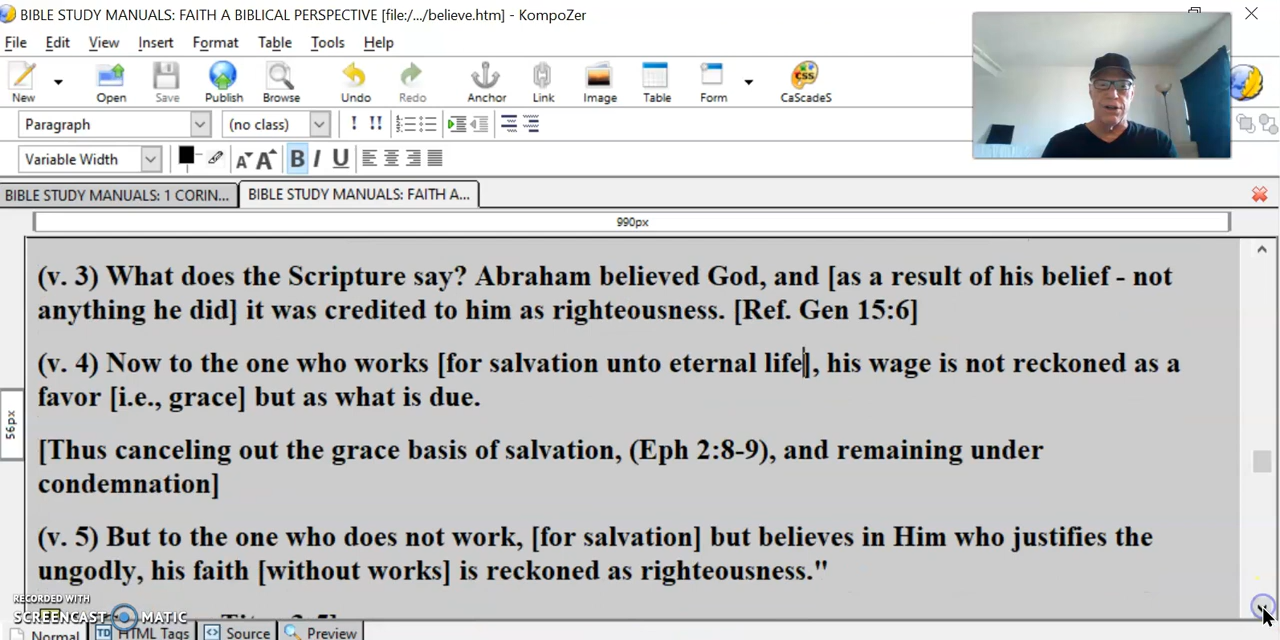 BIBLE STUDY MANUALS: FAITH A BIBLICAL PERSPECTIVE [file:/.../believe.htm] - KompoZer
File Edit View Insert Format Table Tools Help
New Open Save Publish Browse Undo Redo Anchor Link Image Table Form CaScadeS
Paragraph (no class) ! !!
Variable Width B I U
BIBLE STUDY MANUALS: 1 CORIN... BIBLE STUDY MANUALS: FAITH A...
990px
(v. 3) What does the Scripture say? Abraham believed God, and [as a result of his belief - not
anything he did] it was credited to him as righteousness. [Ref. Gen 15:6]
(v. 4) Now to the one who works [for salvation unto eternal life], his wage is not reckoned as a
favor [i.e., grace] but as what is due.
56px
[Thus canceling out the grace basis of salvation, (Eph 2:8-9), and remaining under
condemnation]
(v. 5) But to the one who does not work, [for salvation] but believes in Him who justifies the
ungodly, his faith [without works] is reckoned as righteousness."
RECORDED WITH
SCREENCAST MATIC
Normal HTML Tags Source Preview